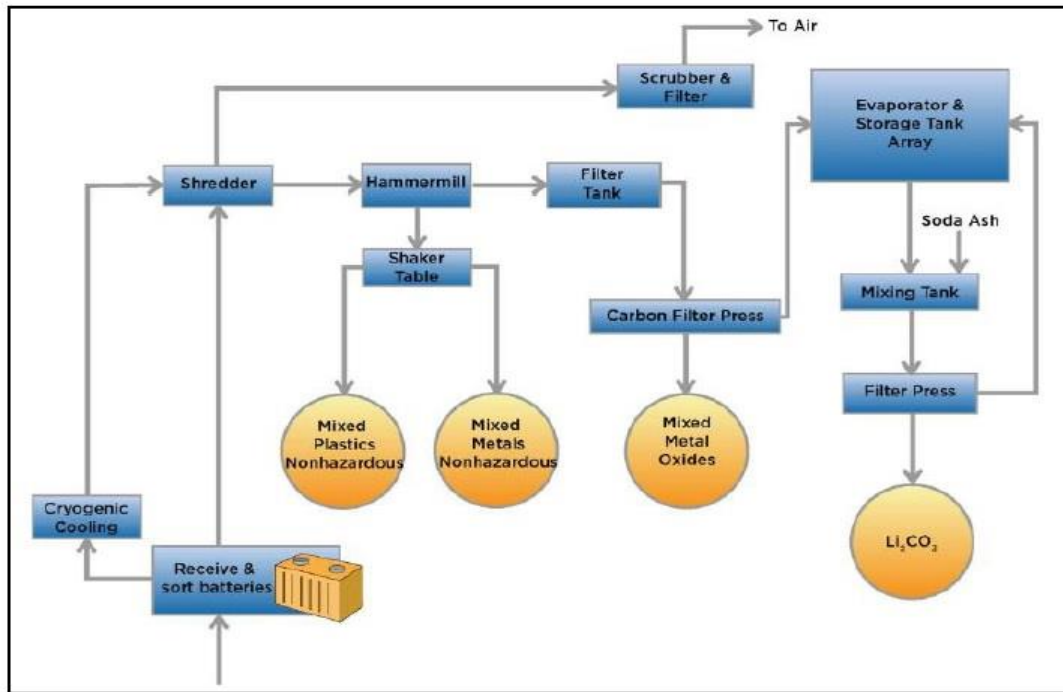 To Air
Scrubber &
Filter
Evaporator &
Storage Tank
Array
Shredder
Hammermill
Filter
Tank
Soda Ash
Shaker
Table
Mixing Tank
Carbon Filter Press
Filter Press
Mixed
Plastics
Nonhazardous
Mixed
Metals
Nonhazardous
Mixed
Metal
Oxides
Cryogenic
Cooling
Li₂CO₃
Receive &
sort batteries